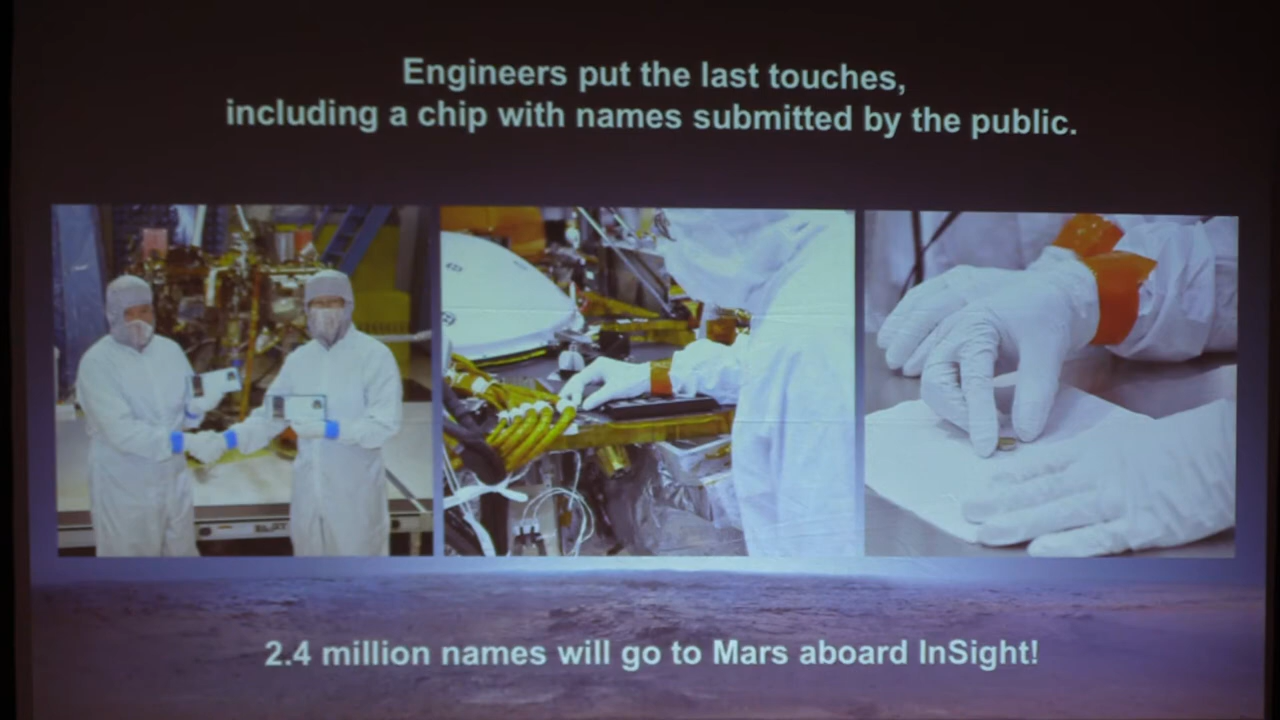 Engineers put the last touches,
including a chip with names submitted by the public.
2.4 million names will go to Mars aboard InSight!